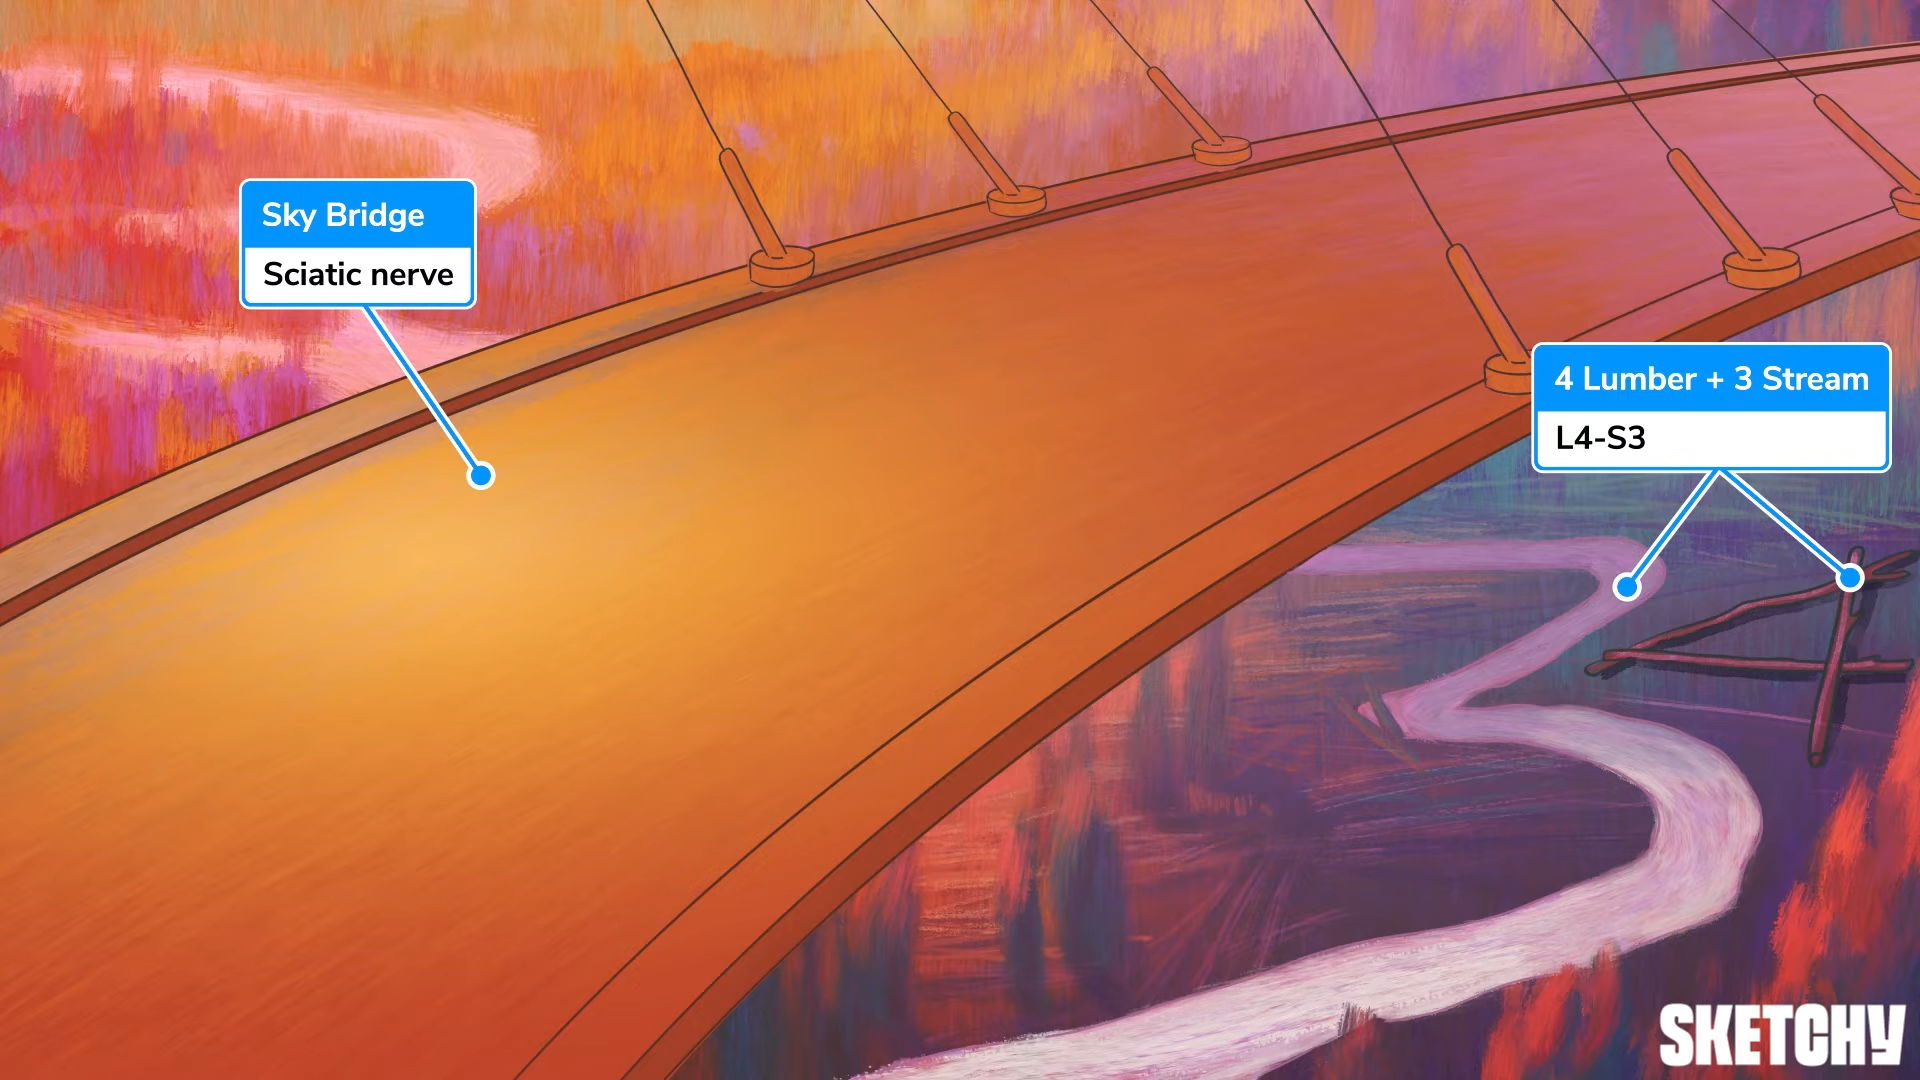 Sky Bridge
Sciatic nerve
4 Lumber + 3 Stream
L4-S3
SKETCHY